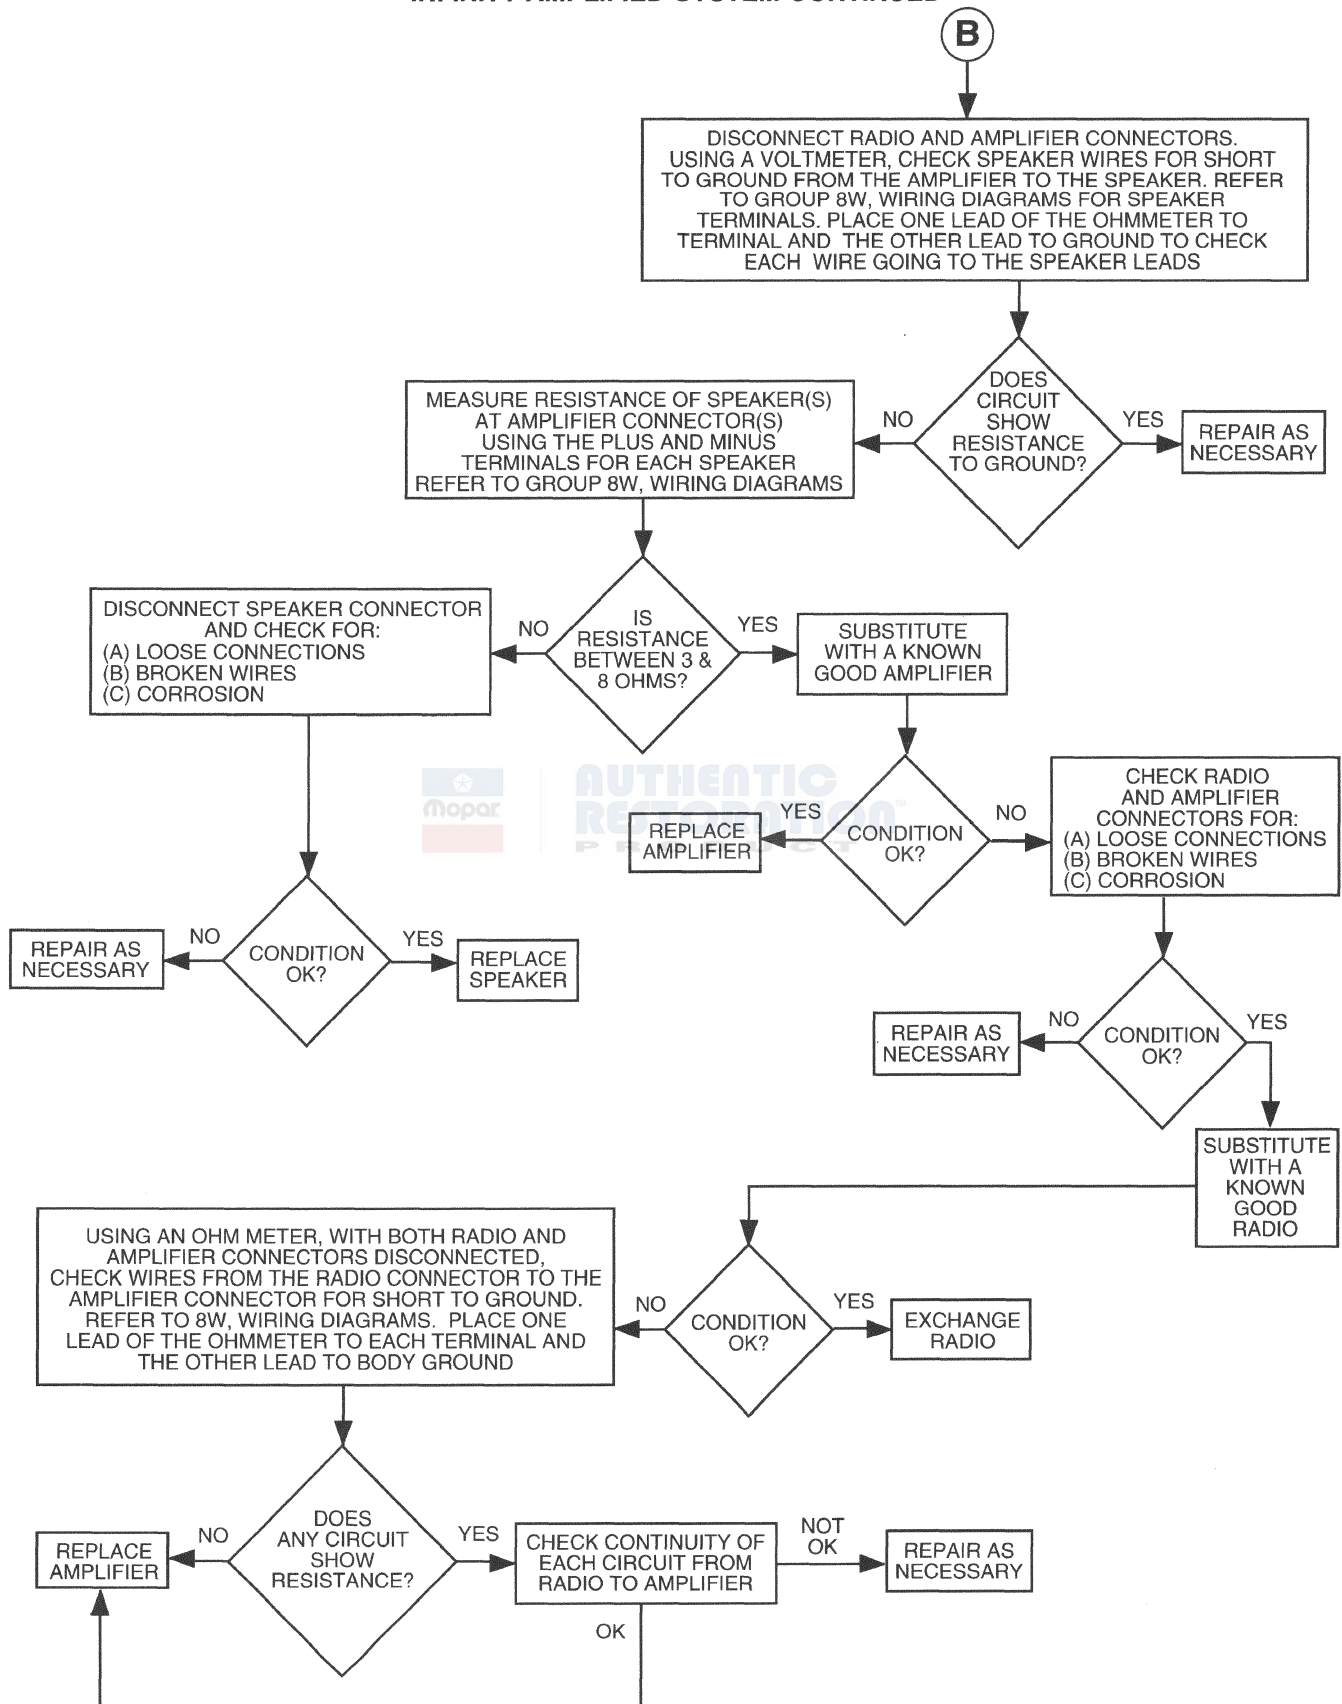 B
DISCONNECT RADIO AND AMPLIFIER CONNECTORS.
USING A VOLTMETER, CHECK SPEAKER WIRES FOR SHORT
TO GROUND FROM THE AMPLIFIER TO THE SPEAKER. REFER
TO GROUP 8W, WIRING DIAGRAMS FOR SPEAKER
TERMINALS. PLACE ONE LEAD OF THE OHMMETER TO
TERMINAL AND THE OTHER LEAD TO GROUND TO CHECK
EACH WIRE GOING TO THE SPEAKER LEADS
DOES
CIRCUIT
SHOW
RESISTANCE
TO GROUND?
YES
REPAIR AS
NECESSARY
NO
MEASURE RESISTANCE OF SPEAKER(S)
AT AMPLIFIER CONNECTOR(S)
USING THE PLUS AND MINUS
TERMINALS FOR EACH SPEAKER
REFER TO GROUP 8W, WIRING DIAGRAMS
IS
RESISTANCE
BETWEEN 3 &
8 OHMS?
NO
DISCONNECT SPEAKER CONNECTOR
AND CHECK FOR:
(A) LOOSE CONNECTIONS
(B) BROKEN WIRES
(C) CORROSION
YES
SUBSTITUTE
WITH A KNOWN
GOOD AMPLIFIER
Mopar
AUTHENTIC
RESTORATION™
PRODUCT
CONDITION
OK?
YES
REPLACE
AMPLIFIER
NO
CHECK RADIO
AND AMPLIFIER
CONNECTORS FOR:
(A) LOOSE CONNECTIONS
(B) BROKEN WIRES
(C) CORROSION
CONDITION
OK?
NO
REPAIR AS
NECESSARY
YES
REPLACE
SPEAKER
CONDITION
OK?
NO
REPAIR AS
NECESSARY
YES
SUBSTITUTE
WITH A
KNOWN
GOOD
RADIO
CONDITION
OK?
YES
EXCHANGE
RADIO
NO
USING AN OHM METER, WITH BOTH RADIO AND
AMPLIFIER CONNECTORS DISCONNECTED,
CHECK WIRES FROM THE RADIO CONNECTOR TO THE
AMPLIFIER CONNECTOR FOR SHORT TO GROUND.
REFER TO 8W, WIRING DIAGRAMS. PLACE ONE
LEAD OF THE OHMMETER TO EACH TERMINAL AND
THE OTHER LEAD TO BODY GROUND
DOES
ANY CIRCUIT
SHOW
RESISTANCE?
NO
REPLACE
AMPLIFIER
YES
CHECK CONTINUITY OF
EACH CIRCUIT FROM
RADIO TO AMPLIFIER
NOT
OK
REPAIR AS
NECESSARY
OK